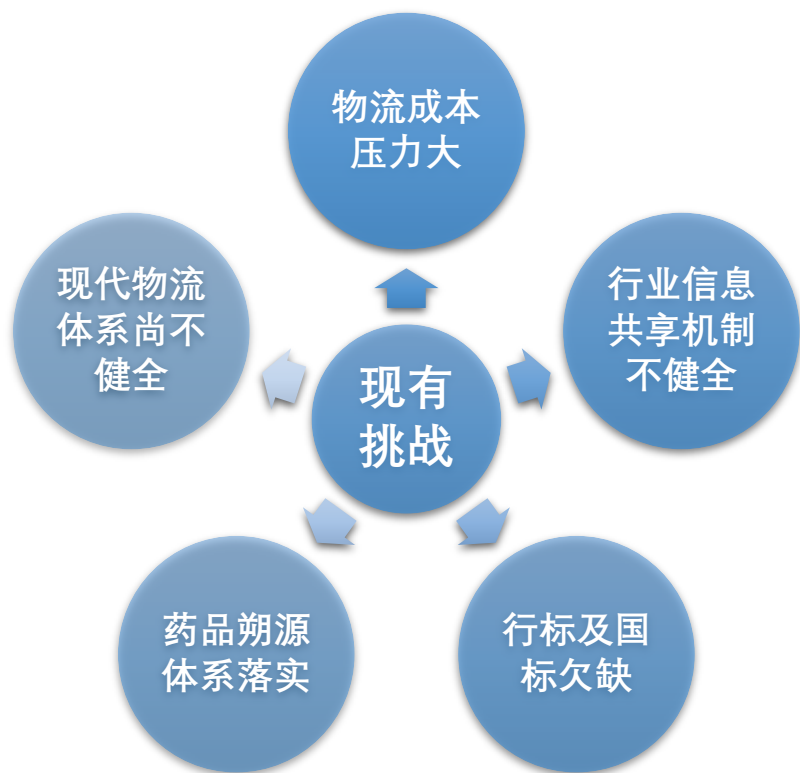 物流成本
压力大
现代物流
体系尚不
健全
行业信息
共享机制
不健全
现有
挑战
药品朔源
体系落实
行标及国
标欠缺